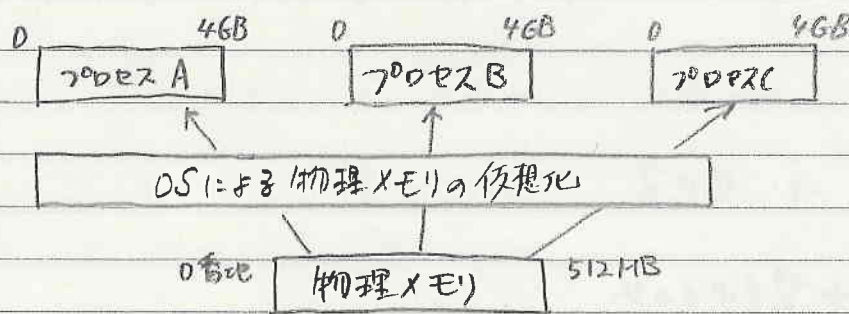 0 4GB 0 4GB 0 4GB
プロセスA プロセスB プロセスC
OSによる物理メモリの仮想化
0番地 物理メモリ 512MB